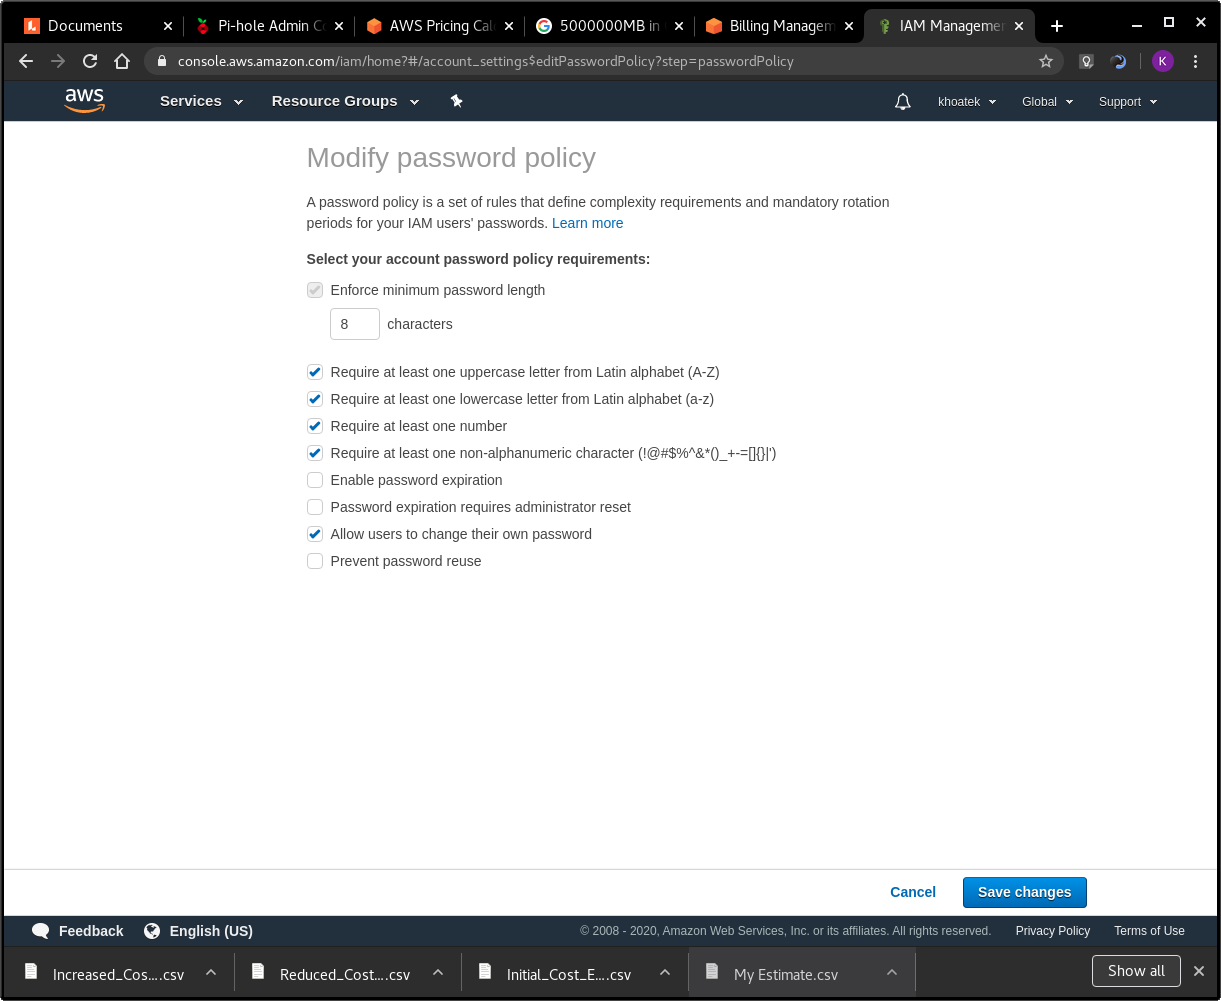 Documents
Pi-hole Admin Co
AWS Pricing Cal
5000000MB in
Billing Managem
IAM Managemen
console.aws.amazon.com/iam/home?#/account_settings$editPasswordPolicy?step=passwordPolicy
K
aws
Services
Resource Groups
khoatek
Global
Support
Modify password policy
A password policy is a set of rules that define complexity requirements and mandatory rotation
periods for your IAM users' passwords. Learn more
Select your account password policy requirements:
Enforce minimum password length
8 characters
Require at least one uppercase letter from Latin alphabet (A-Z)
Require at least one lowercase letter from Latin alphabet (a-z)
Require at least one number
Require at least one non-alphanumeric character (!@#$%^&*()_+-=[]{}|')
Enable password expiration
Password expiration requires administrator reset
Allow users to change their own password
Prevent password reuse
Cancel
Save changes
Feedback
English (US)
© 2008 - 2020, Amazon Web Services, Inc. or its affiliates. All rights reserved.
Privacy Policy
Terms of Use
Increased_Cos....csv
Reduced_Cost....csv
Initial_Cost_E....csv
My Estimate.csv
Show all